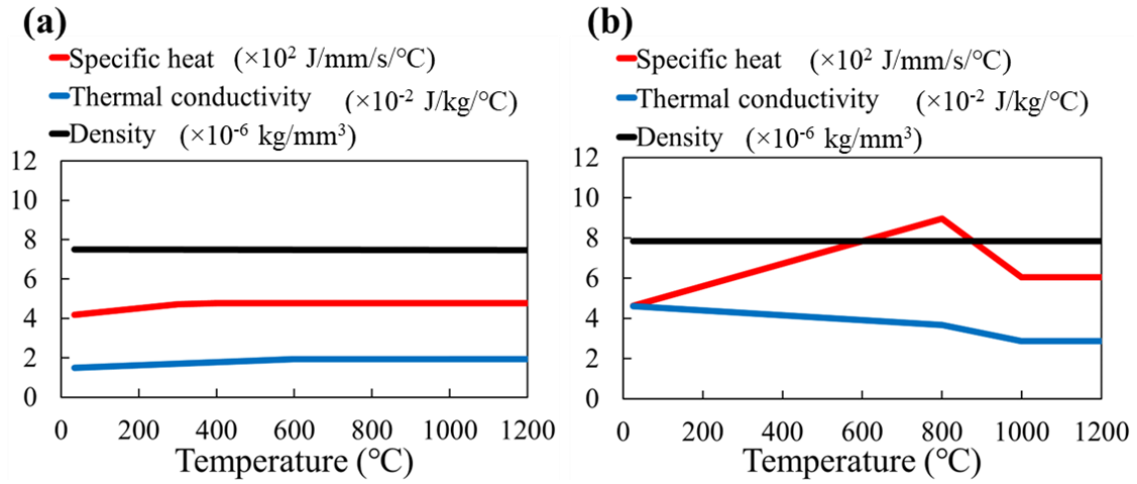 (a)
Specific heat (×10² J/mm/s/℃)
Thermal conductivity (×10⁻² J/kg/℃)
Density (×10⁻⁶ kg/mm³)
12
10
8
6
4
2
0
0 200 400 600 800 1000 1200
Temperature (℃)
(b)
Specific heat (×10² J/mm/s/℃)
Thermal conductivity (×10⁻² J/kg/℃)
Density (×10⁻⁶ kg/mm³)
12
10
8
6
4
2
0
0 200 400 600 800 1000 1200
Temperature (℃)